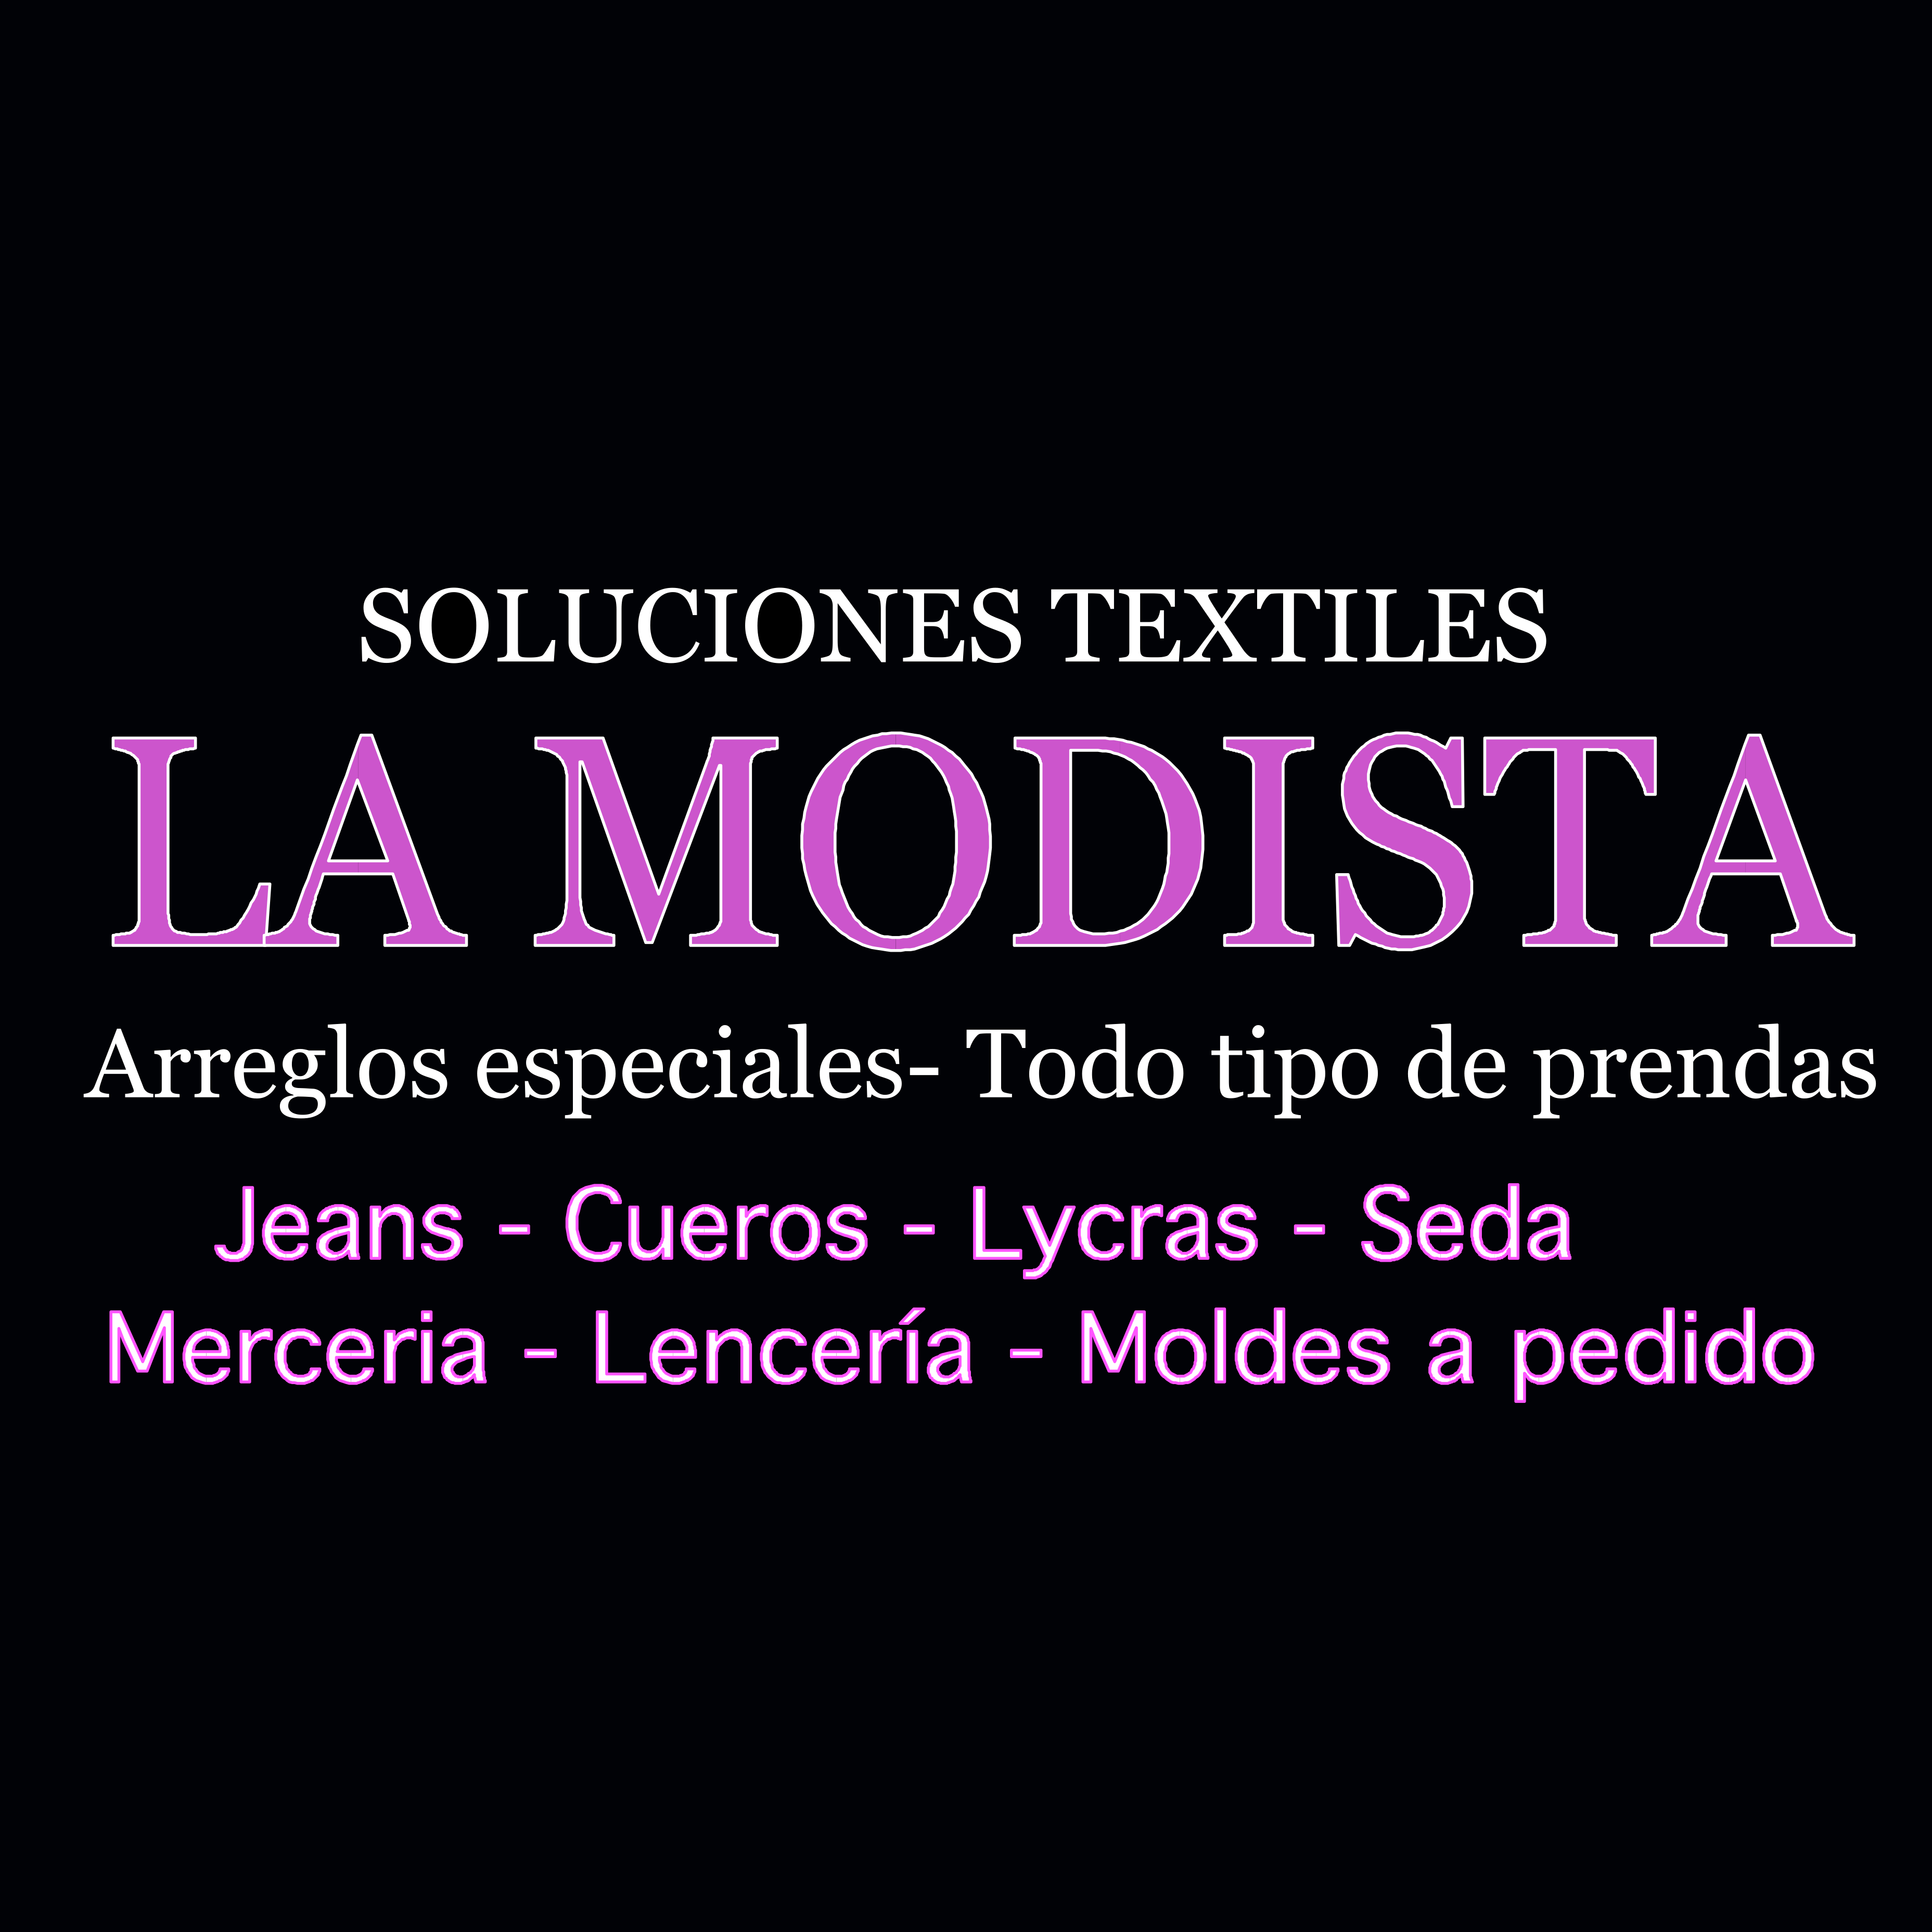 SOLUCIONES TEXTILES
LA MODISTA
Arreglos especiales- Todo tipo de prendas
Jeans - Cueros - Lycras - Seda
Merceria - Lencería - Moldes a pedido